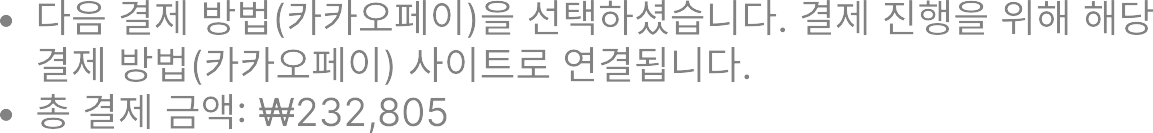 • 다음 결제 방법(카카오페이)을 선택하셨습니다. 결제 진행을 위해 해당
결제 방법(카카오페이) 사이트로 연결됩니다.
• 총 결제 금액: ₩232,805